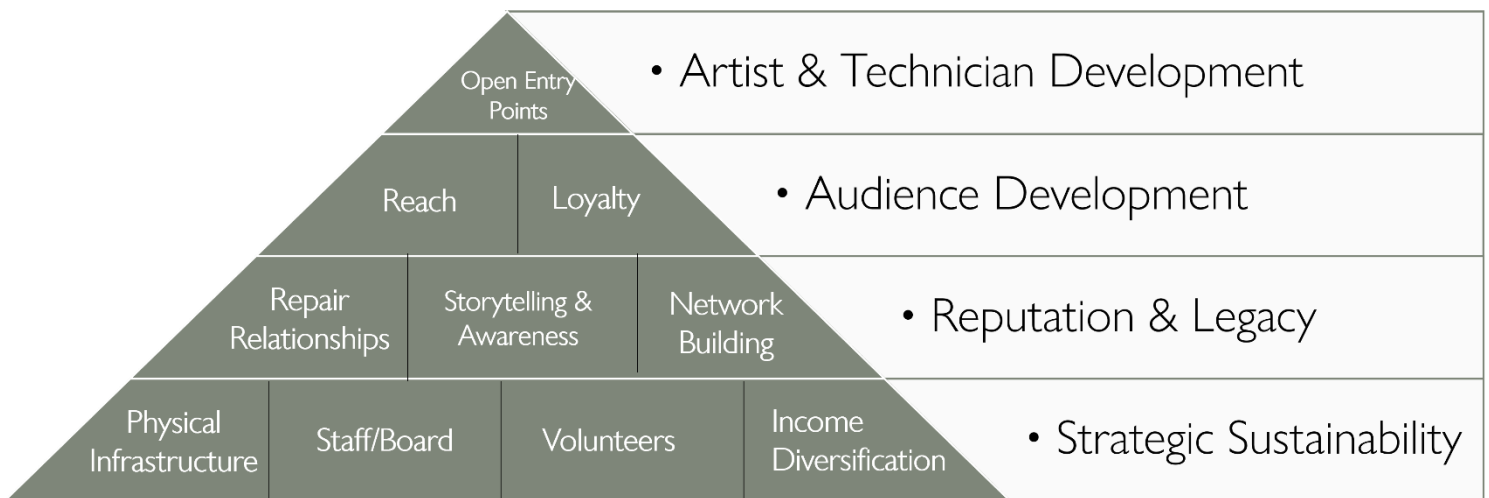 Open Entry
Points
• Artist & Technician Development
Reach
Loyalty
• Audience Development
Repair
Relationships
Storytelling &
Awareness
Network
Building
• Reputation & Legacy
Physical
Infrastructure
Staff/Board
Volunteers
Income
Diversification
• Strategic Sustainability